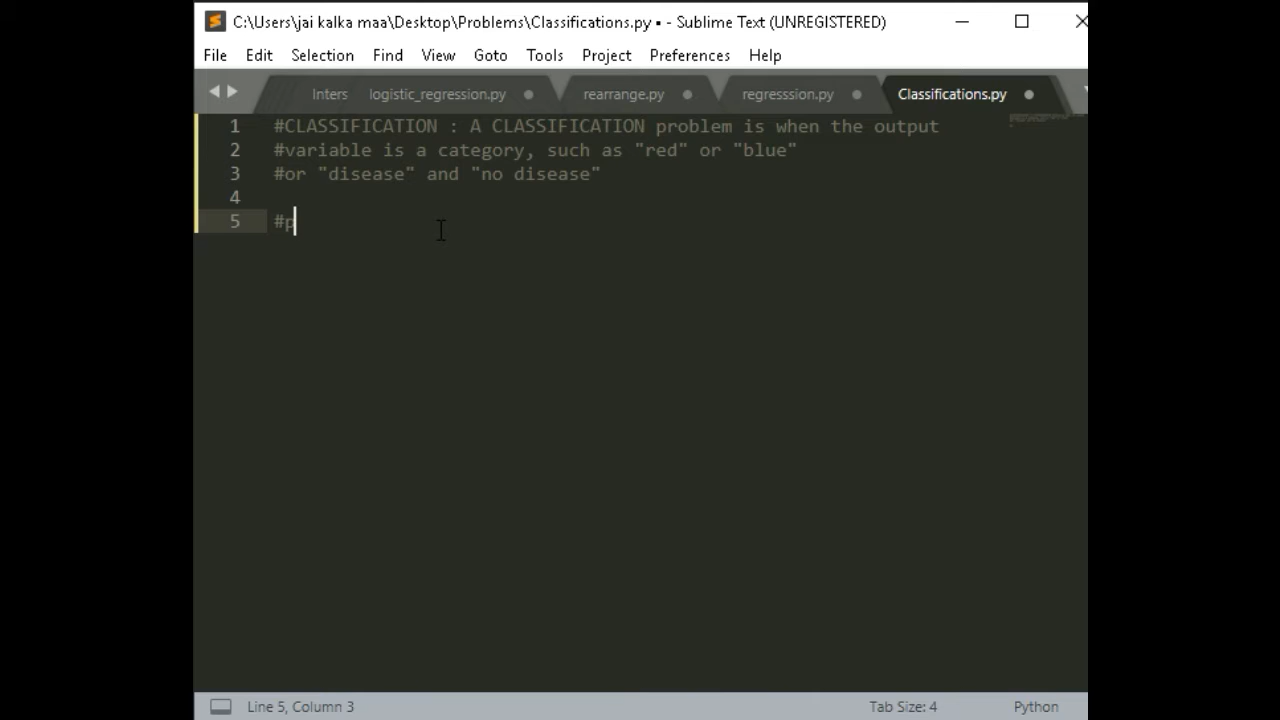 C:\Users\jai kalka maa\Desktop\Problems\Classifications.py • - Sublime Text (UNREGISTERED)
File Edit Selection Find View Goto Tools Project Preferences Help
Inters logistic_regression.py rearrange.py regresssion.py Classifications.py
1 #CLASSIFICATION : A CLASSIFICATION problem is when the output
2 #variable is a category, such as "red" or "blue"
3 #or "disease" and "no disease"
4
5 #p
Line 5, Column 3 Tab Size: 4 Python